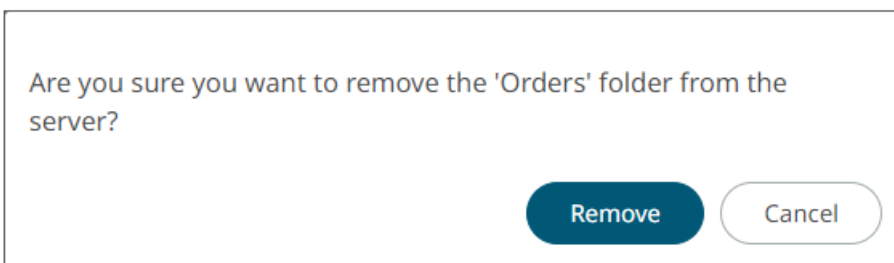 Are you sure you want to remove the 'Orders' folder from the
server?
Remove Cancel